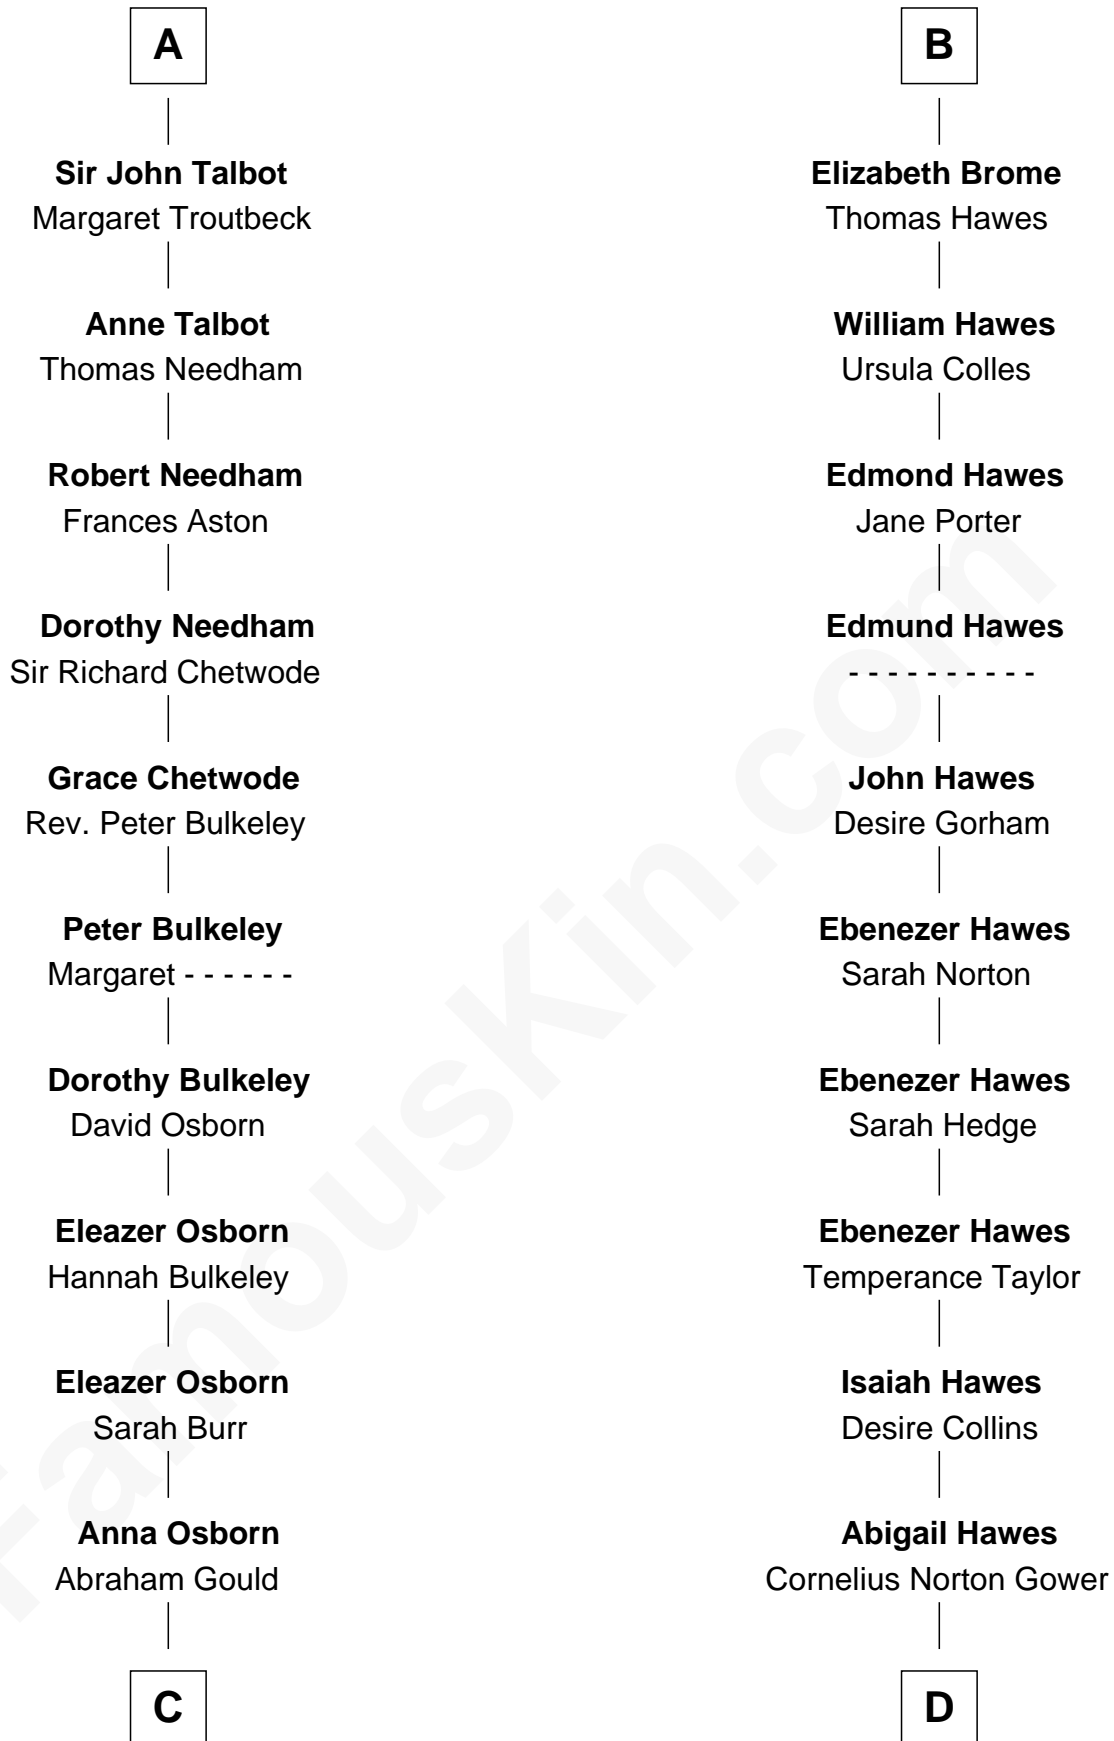 A
Sir John Talbot
Margaret Troutbeck
Anne Talbot
Thomas Needham
Robert Needham
Frances Aston
Dorothy Needham
Sir Richard Chetwode
Grace Chetwode
Rev. Peter Bulkeley
Peter Bulkeley
Margaret - - - - - -
Dorothy Bulkeley
David Osborn
Eleazer Osborn
Hannah Bulkeley
Eleazer Osborn
Sarah Burr
Anna Osborn
Abraham Gould
C
B
Elizabeth Brome
Thomas Hawes
William Hawes
Ursula Colles
Edmond Hawes
Jane Porter
Edmund Hawes
- - - - - - - - - -
John Hawes
Desire Gorham
Ebenezer Hawes
Sarah Norton
Ebenezer Hawes
Sarah Hedge
Ebenezer Hawes
Temperance Taylor
Isaiah Hawes
Desire Collins
Abigail Hawes
Cornelius Norton Gower
D
FamousKin.com